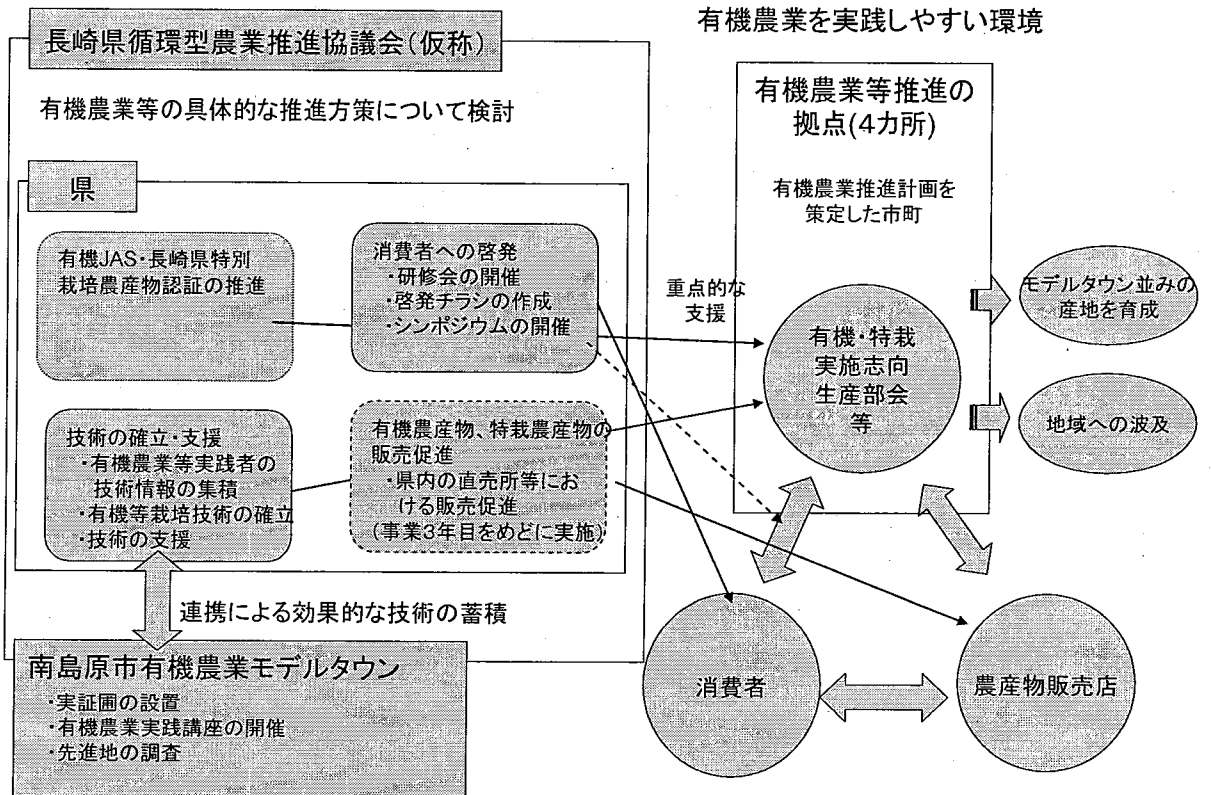 長崎県循環型農業推進協議会(仮称)
有機農業等の具体的な推進方策について検討
県
有機JAS・長崎県特別
栽培農産物認証の推進
消費者への啓発
・研修会の開催
・啓発チラシの作成
・シンポジウムの開催
技術の確立・支援
・有機農業等実践者の
技術情報の集積
・有機等栽培技術の確立
・技術の支援
有機農産物、特栽農産物の
販売促進
・県内の直売所等にお
ける販売促進
(事業3年目をめどに実施)
連携による効果的な技術の蓄積
南島原市有機農業モデルタウン
・実証圃の設置
・有機農業実践講座の開催
・先進地の調査
有機農業を実践しやすい環境
有機農業等推進の
拠点(4カ所)
有機農業推進計画を
策定した市町
重点的な
支援
有機・特栽
実施志向
生産部会
等
モデルタウン並みの
産地を育成
地域への波及
消費者
農産物販売店